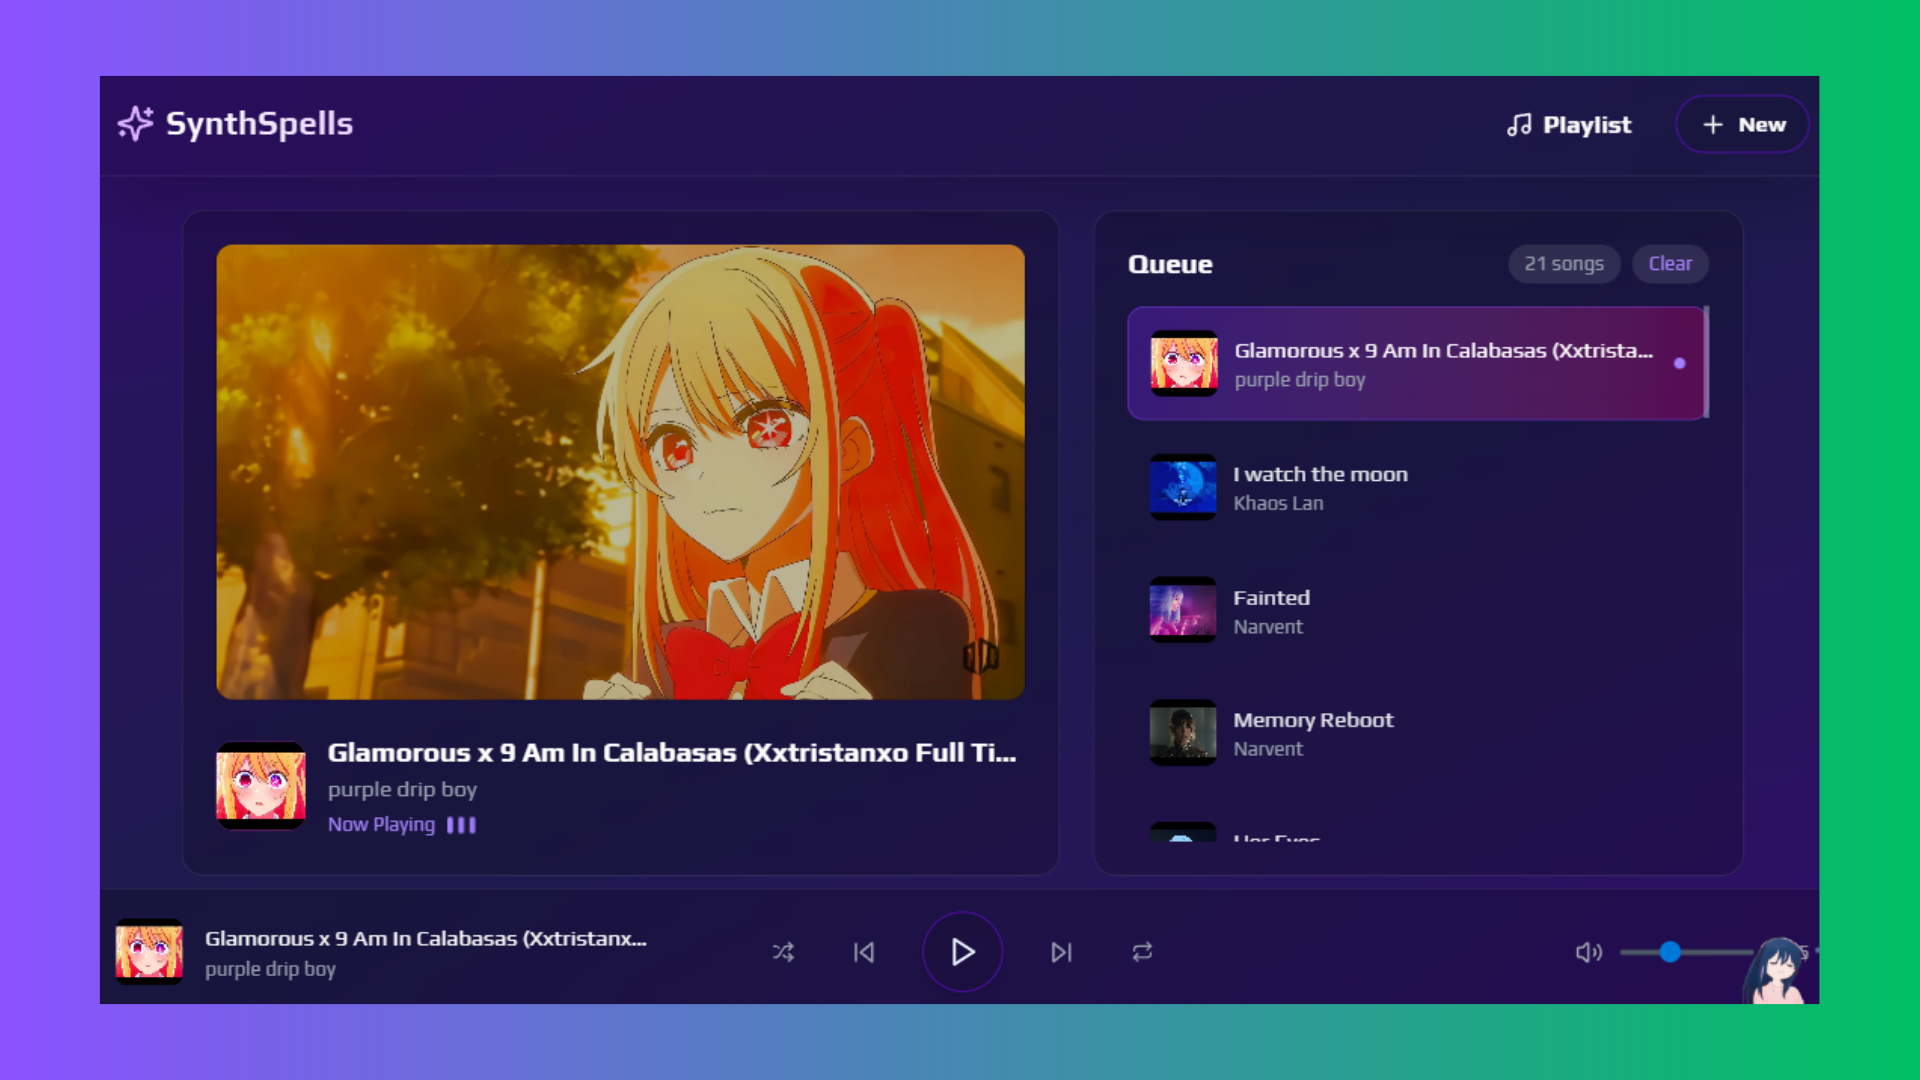 SynthSpells
Playlist
New
Glamorous x 9 Am In Calabasas (Xxtristanxo Full Ti...
purple drip boy
Now Playing
Queue
21 songs
Clear
Glamorous x 9 Am In Calabasas (Xxtrista...
purple drip boy
I watch the moon
Khaos Lan
Fainted
Narvent
Memory Reboot
Narvent
Her Eyes
Glamorous x 9 Am In Calabasas (Xxtristanx...
purple drip boy